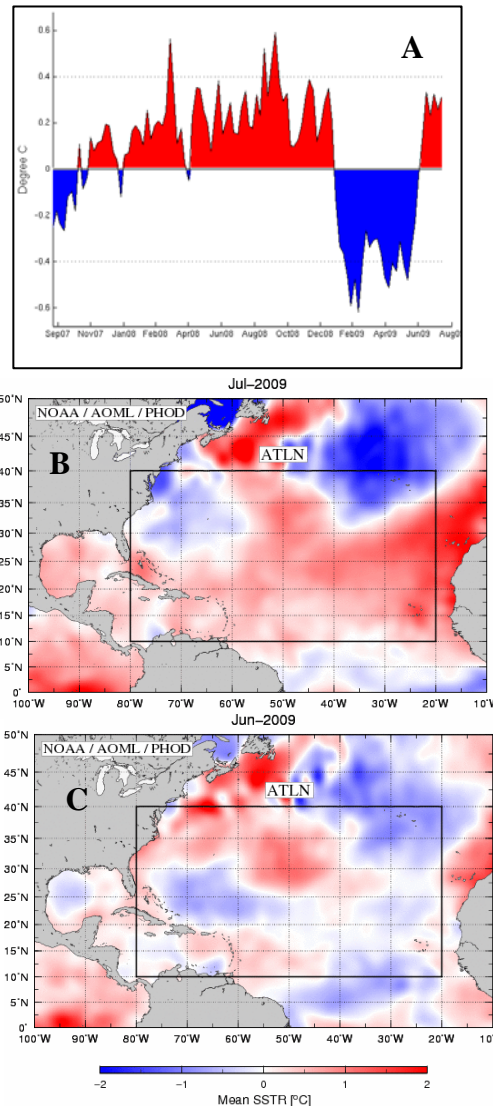 A
0.6
0.4
0.2
0
-0.2
-0.4
-0.6
Degree C
Sep07 Nov07 Jan08 Feb08 Apr08 Jun08 Aug08 Oct08 Dec08 Feb09 Apr09 Jun09 Aug09
Jul-2009
NOAA / AOML / PHOD
B
ATLN
50°N
45°N
40°N
35°N
30°N
25°N
20°N
15°N
10°N
5°N
0°
100°W 90°W 80°W 70°W 60°W 50°W 40°W 30°W 20°W 10°W
Jun-2009
NOAA / AOML / PHOD
C
ATLN
50°N
45°N
40°N
35°N
30°N
25°N
20°N
15°N
10°N
5°N
0°
100°W 90°W 80°W 70°W 60°W 50°W 40°W 30°W 20°W 10°W
-2 -1 0 1 2
Mean SSTR [°C]